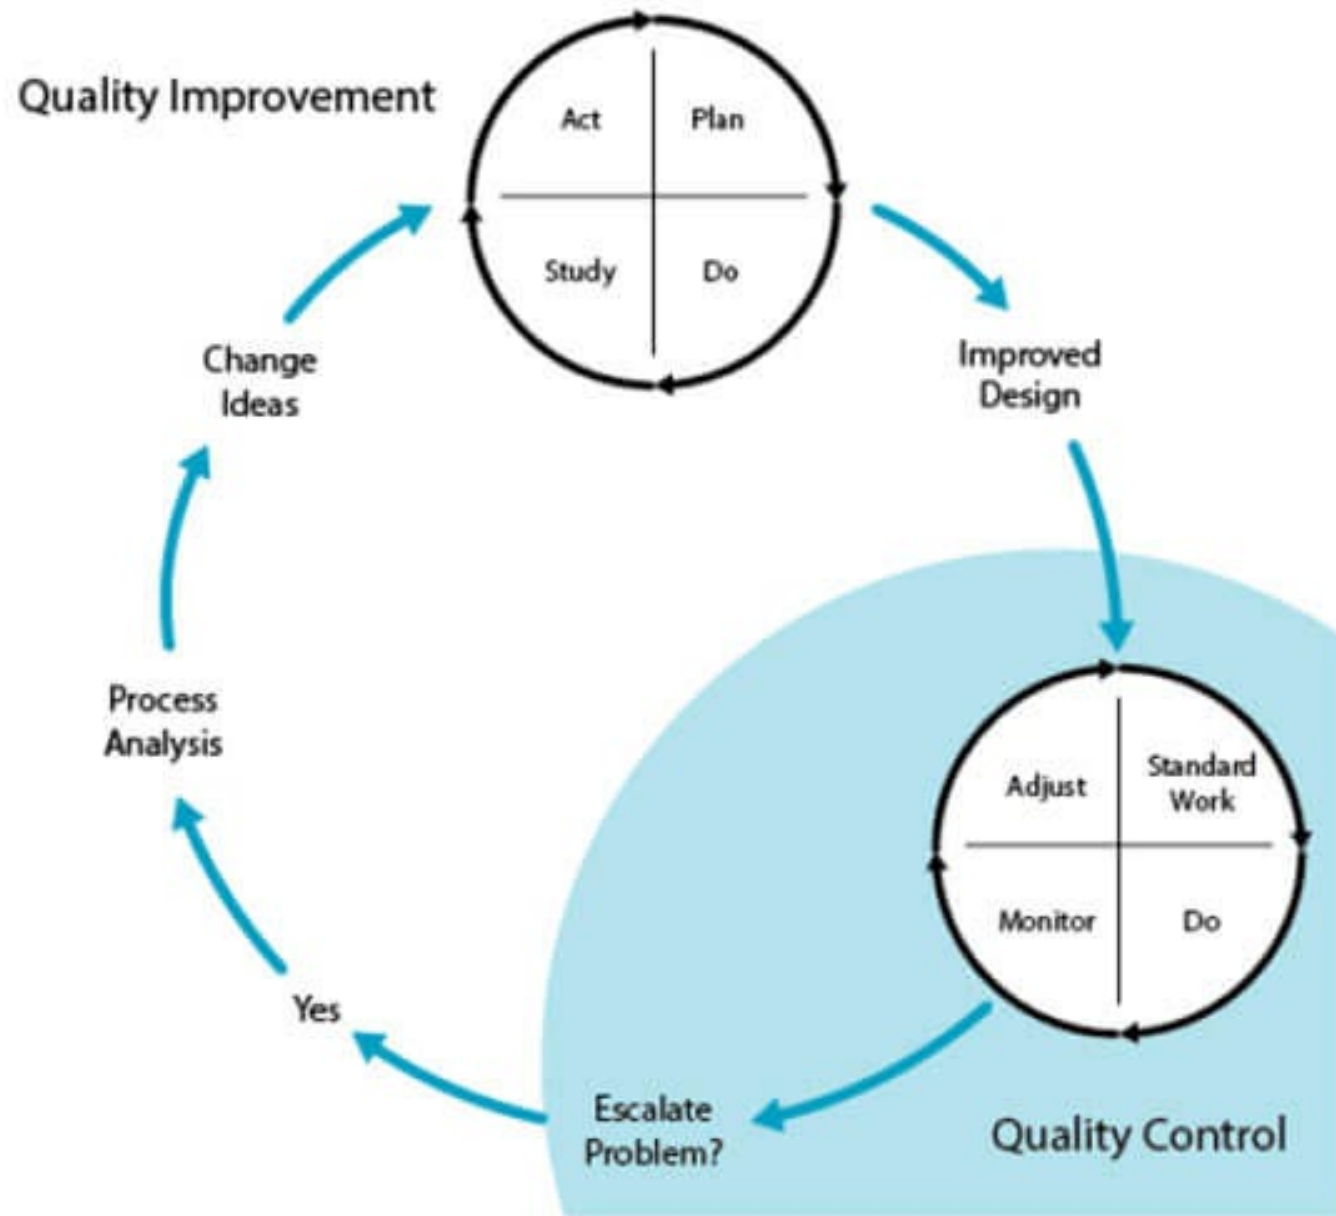 Quality Improvement
Act
Plan
Study
Do
Change
Ideas
Improved
Design
Process
Analysis
Adjust
Standard
Work
Monitor
Do
Yes
Escalate
Problem?
Quality Control